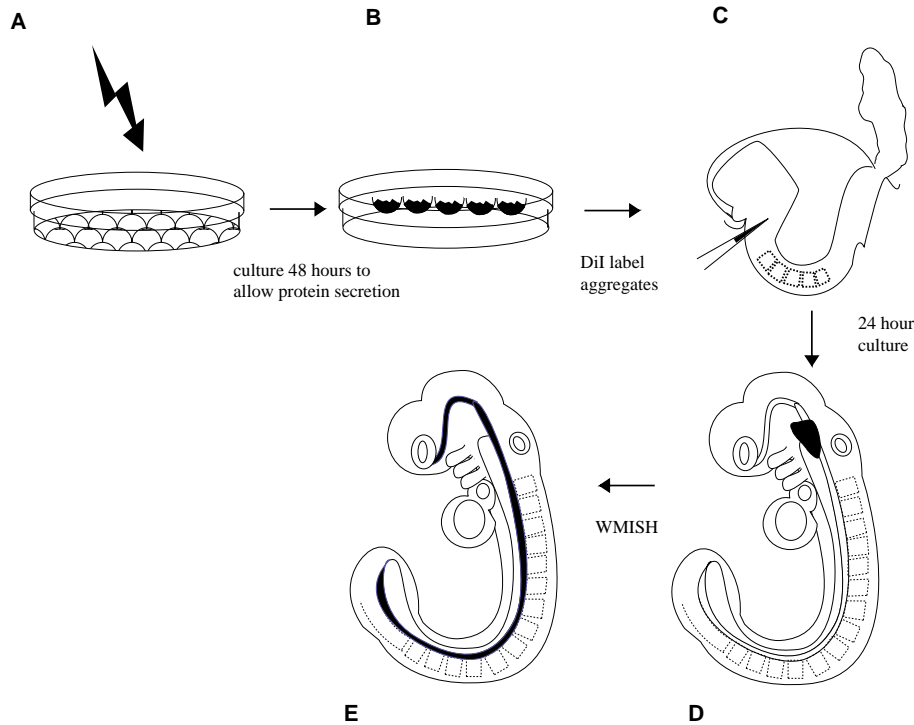 A
B
C
culture 48 hours to
allow protein secretion
DiI label
aggregates
24 hour
culture
WMISH
E
D